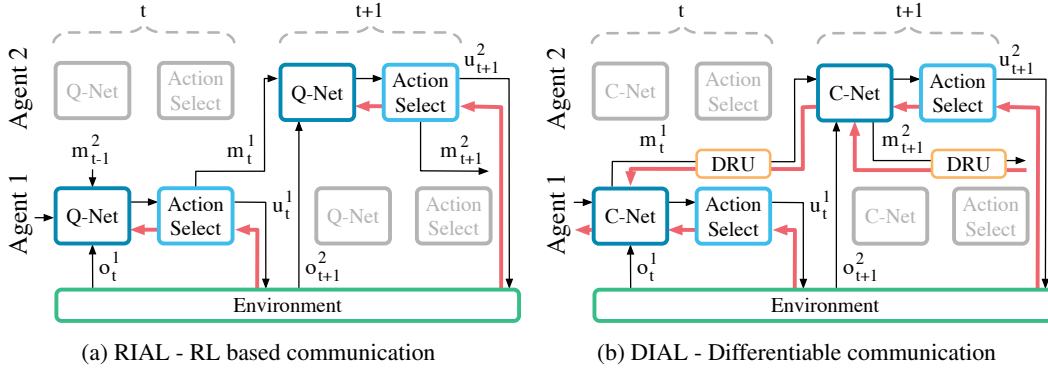 t
t+1
Agent 2
Q-Net
Action
Select
Q-Net
Action
Select
u²ₜ₊₁
m²ₜ₋₁
m¹ₜ
m²ₜ₊₁
Agent 1
Q-Net
Action
Select
u¹ₜ
Q-Net
Action
Select
o¹ₜ
o²ₜ₊₁
Environment
(a) RIAL - RL based communication
t
t+1
Agent 2
C-Net
Action
Select
C-Net
Action
Select
u²ₜ₊₁
m¹ₜ
m²ₜ₊₁
DRU
DRU
Agent 1
C-Net
Action
Select
u¹ₜ
C-Net
Action
Select
o¹ₜ
o²ₜ₊₁
Environment
(b) DIAL - Differentiable communication